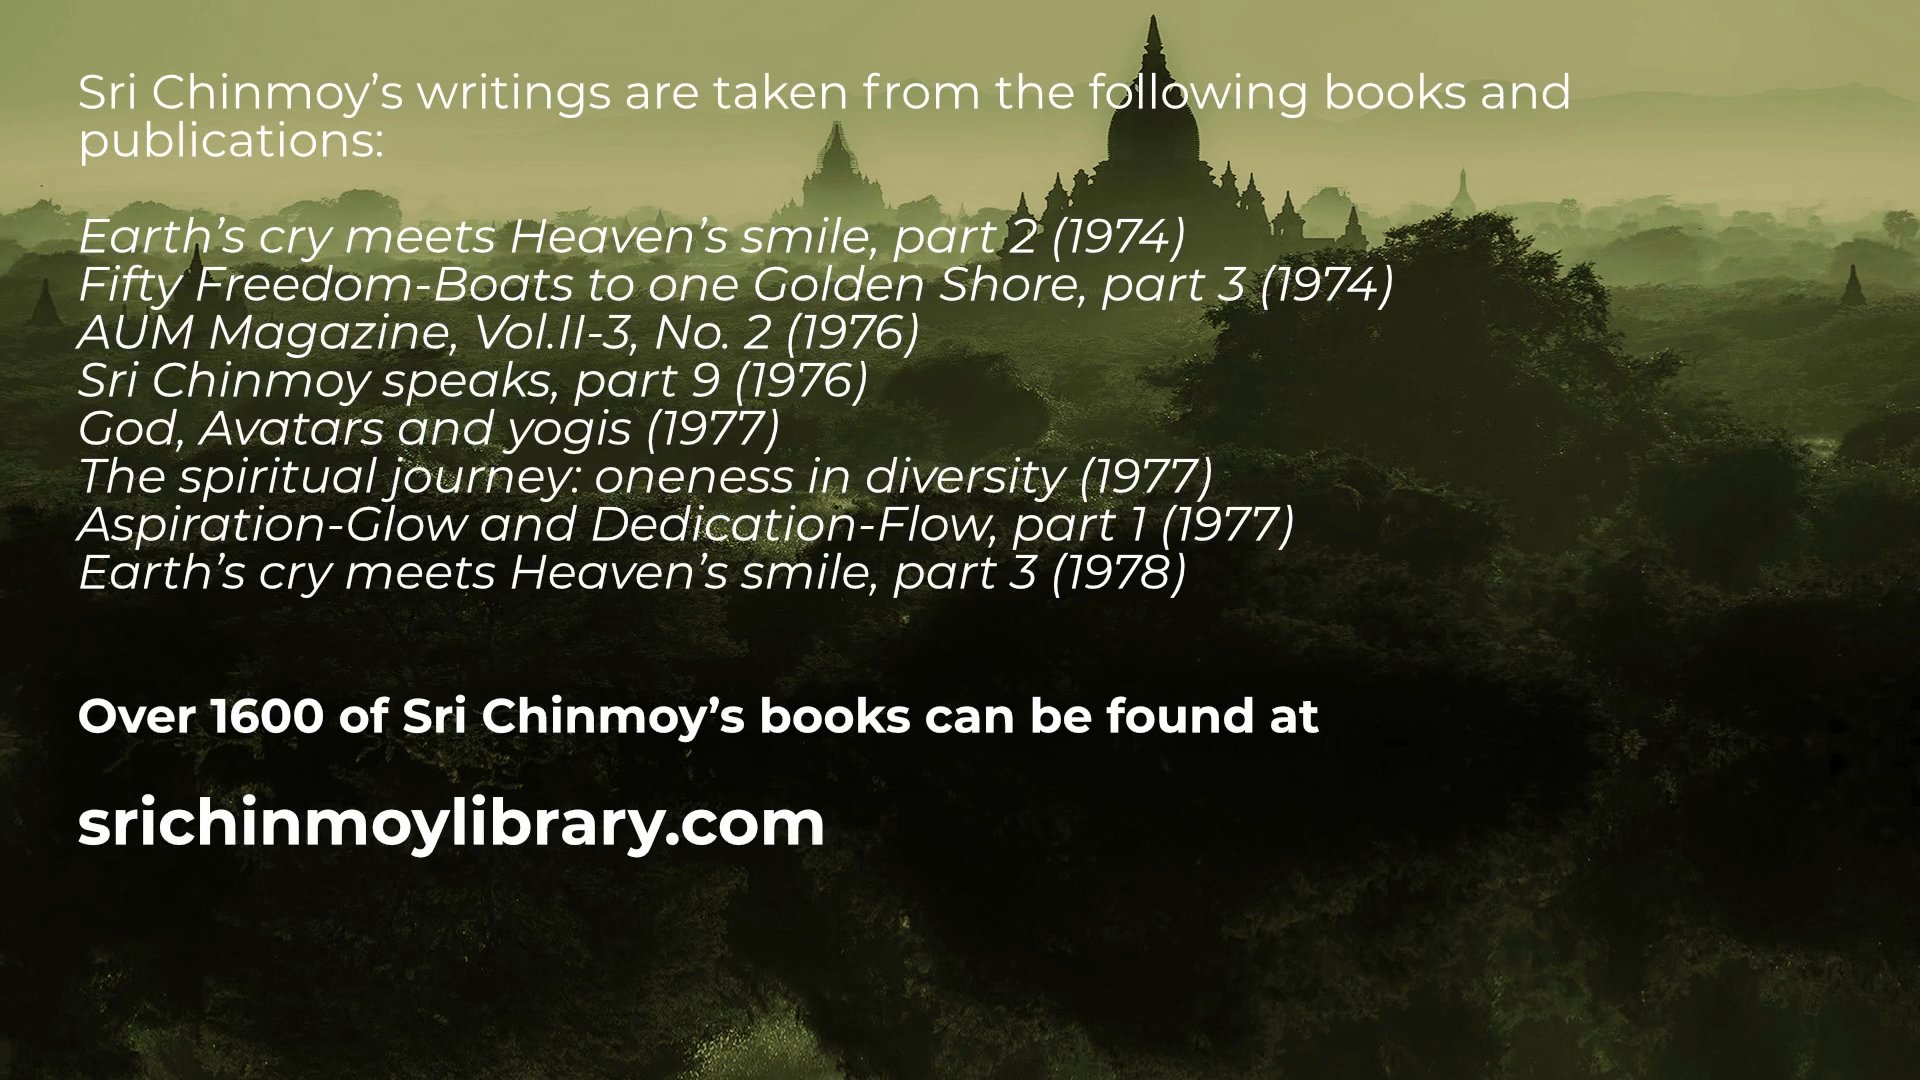 Sri Chinmoy’s writings are taken from the following books and
publications:
Earth’s cry meets Heaven’s smile, part 2 (1974)
Fifty Freedom-Boats to one Golden Shore, part 3 (1974)
AUM Magazine, Vol.II-3, No. 2 (1976)
Sri Chinmoy speaks, part 9 (1976)
God, Avatars and yogis (1977)
The spiritual journey: oneness in diversity (1977)
Aspiration-Glow and Dedication-Flow, part 1 (1977)
Earth’s cry meets Heaven’s smile, part 3 (1978)
Over 1600 of Sri Chinmoy’s books can be found at
srichinmoylibrary.com